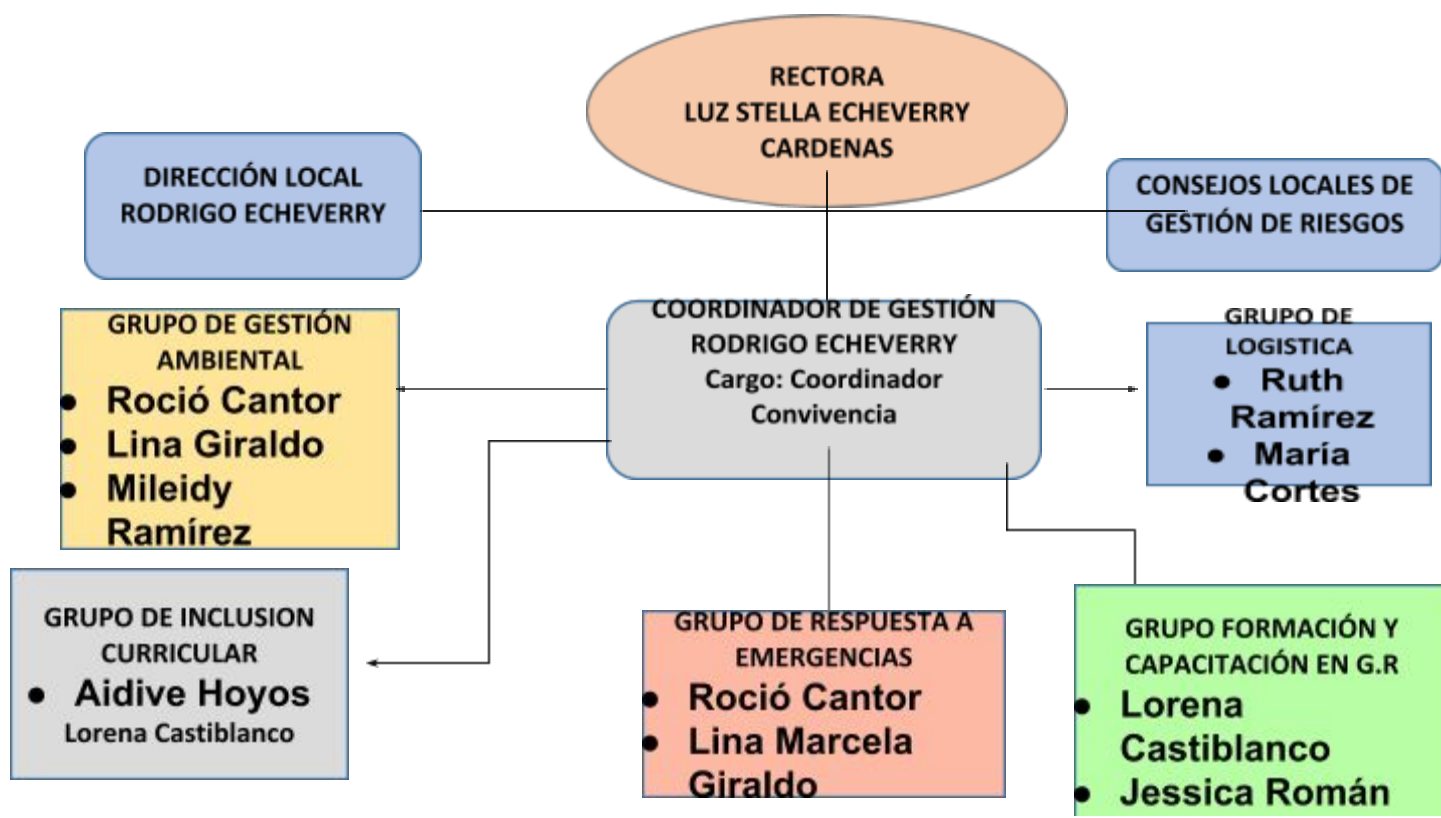 RECTORA
LUZ STELLA ECHEVERRY
CARDENAS
DIRECCIÓN LOCAL
RODRIGO ECHEVERRY
CONSEJOS LOCALES DE
GESTIÓN DE RIESGOS
GRUPO DE GESTIÓN
AMBIENTAL
● Roció Cantor
● Lina Giraldo
● Mileidy
Ramírez
COORDINADOR DE GESTIÓN
RODRIGO ECHEVERRY
Cargo: Coordinador
Convivencia
GRUPO DE
LOGISTICA
● Ruth
Ramírez
● María
Cortes
GRUPO DE INCLUSION
CURRICULAR
● Aidive Hoyos
Lorena Castiblanco
GRUPO DE RESPUESTA A
EMERGENCIAS
● Roció Cantor
● Lina Marcela
Giraldo
GRUPO FORMACIÓN Y
CAPACITACIÓN EN G.R
● Lorena
Castiblanco
● Jessica Román